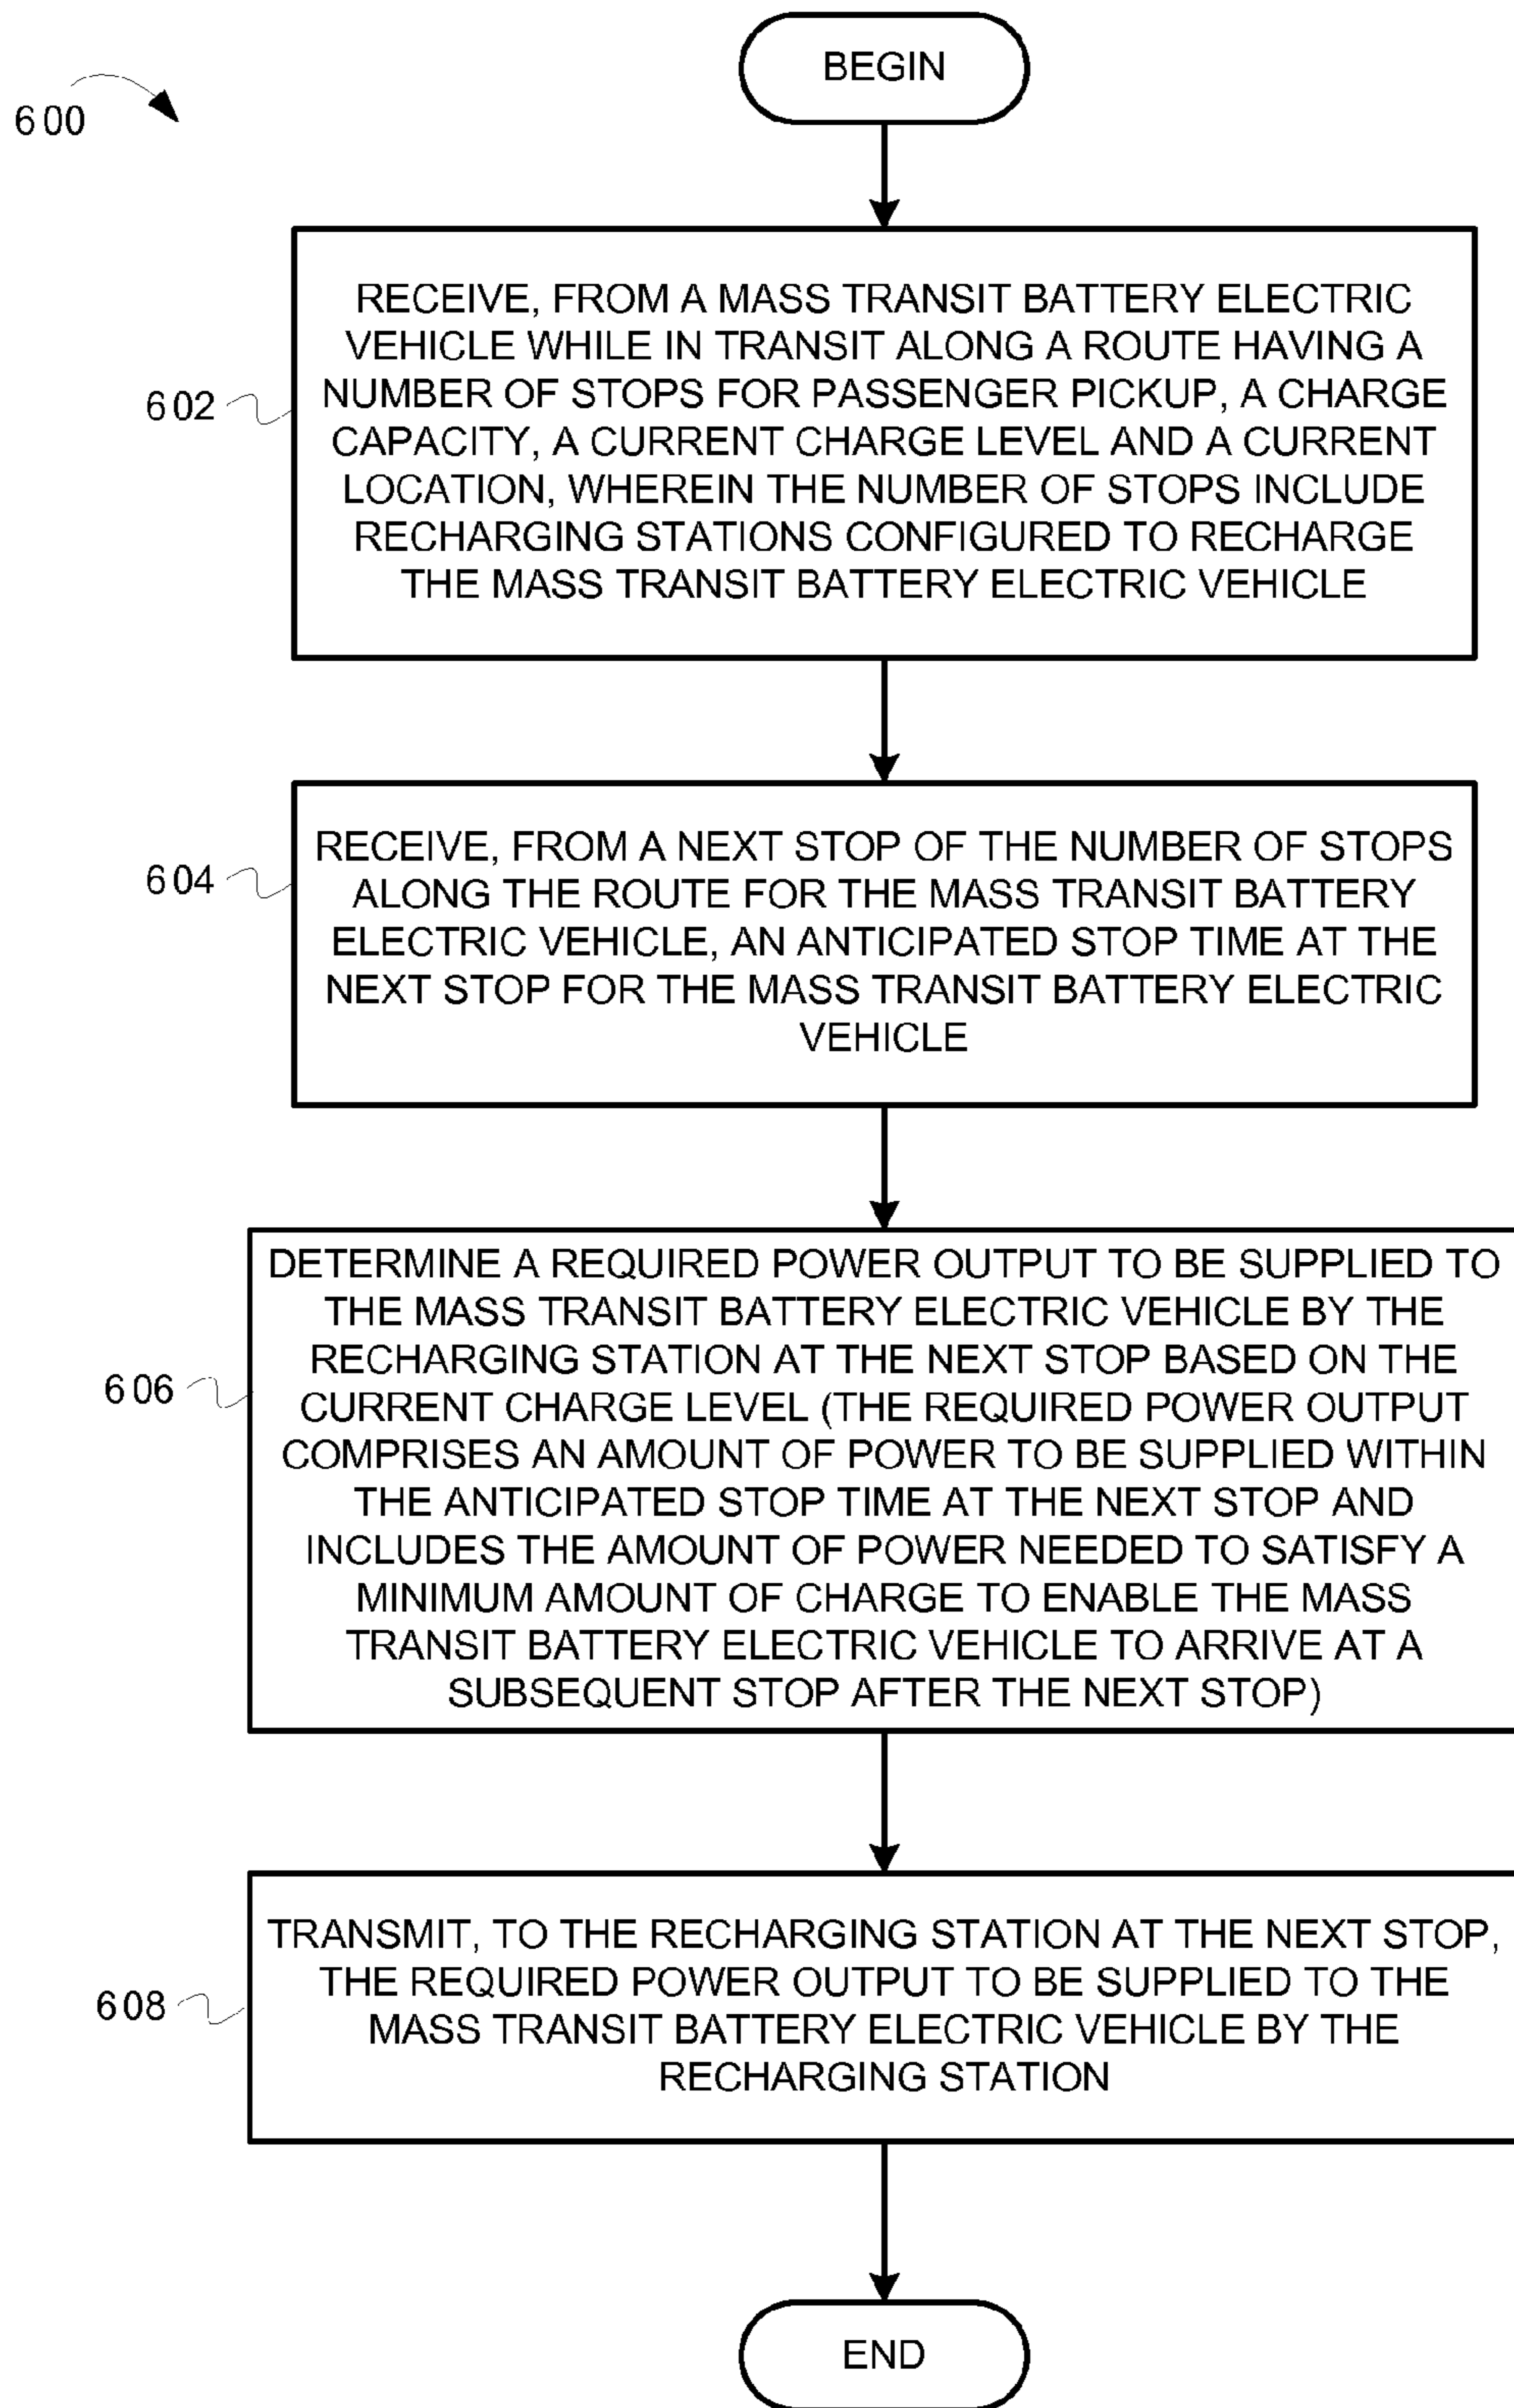 BEGIN
600
RECEIVE, FROM A MASS TRANSIT BATTERY ELECTRIC
VEHICLE WHILE IN TRANSIT ALONG A ROUTE HAVING A
NUMBER OF STOPS FOR PASSENGER PICKUP, A CHARGE
CAPACITY, A CURRENT CHARGE LEVEL AND A CURRENT
LOCATION, WHEREIN THE NUMBER OF STOPS INCLUDE
RECHARGING STATIONS CONFIGURED TO RECHARGE
THE MASS TRANSIT BATTERY ELECTRIC VEHICLE
602
RECEIVE, FROM A NEXT STOP OF THE NUMBER OF STOPS
ALONG THE ROUTE FOR THE MASS TRANSIT BATTERY
ELECTRIC VEHICLE, AN ANTICIPATED STOP TIME AT THE
NEXT STOP FOR THE MASS TRANSIT BATTERY ELECTRIC
VEHICLE
604
DETERMINE A REQUIRED POWER OUTPUT TO BE SUPPLIED TO
THE MASS TRANSIT BATTERY ELECTRIC VEHICLE BY THE
RECHARGING STATION AT THE NEXT STOP BASED ON THE
CURRENT CHARGE LEVEL (THE REQUIRED POWER OUTPUT
COMPRISES AN AMOUNT OF POWER TO BE SUPPLIED WITHIN
THE ANTICIPATED STOP TIME AT THE NEXT STOP AND
INCLUDES THE AMOUNT OF POWER NEEDED TO SATISFY A
MINIMUM AMOUNT OF CHARGE TO ENABLE THE MASS
TRANSIT BATTERY ELECTRIC VEHICLE TO ARRIVE AT A
SUBSEQUENT STOP AFTER THE NEXT STOP)
606
TRANSMIT, TO THE RECHARGING STATION AT THE NEXT STOP,
THE REQUIRED POWER OUTPUT TO BE SUPPLIED TO THE
MASS TRANSIT BATTERY ELECTRIC VEHICLE BY THE
RECHARGING STATION
608
END